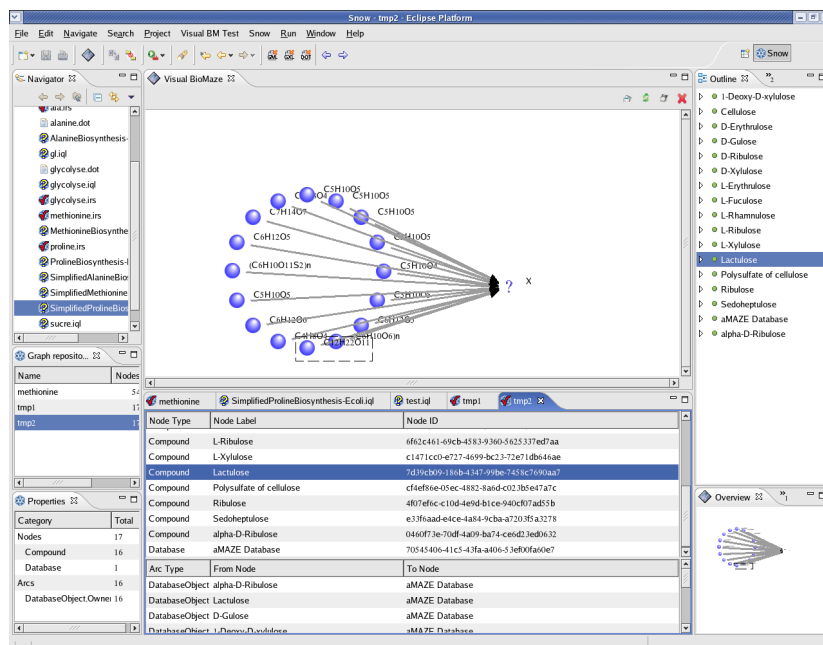 Snow - tmp2 - Eclipse Platform
File Edit Navigate Search Project Visual BM Test Snow Run Window Help
Snow
Navigator
alanine.dot
AlanineBiosynthesis-
gl.iql
glycolyse.dot
glycolyse.iql
glycolyse.irs
methionine.irs
MethionineBiosynthe
proline.irs
ProlineBiosynthesis-
SimplifiedAlanineBio
SimplifiedMethionine
SimplifiedProlineBios
sucre.iql
Visual BioMaze
C5H10O5
C5H10O5
C7H14O7
C5H10O5
C6H12O5
(C6H10O11S2)n
C5H10O5
C12H22O11
? X
Outline
1-Deoxy-D-xylulose
Cellulose
D-Erythrulose
D-Gulose
D-Ribulose
D-Xylulose
L-Erythrulose
L-Fuculose
L-Rhamnulose
L-Ribulose
L-Xylulose
Lactulose
Polysulfate of cellulose
Ribulose
Sedoheptulose
aMAZE Database
alpha-D-Ribulose
Graph reposito...
Name Nodes
methionine 54
tmp1 17
tmp2 17
Properties
Category Total
Nodes 17
Compound 16
Database 1
Arcs 16
DatabaseObject.Owner 16
methionine SimplifiedProlineBiosynthesis-Ecoli.iql test.iql tmp1 tmp2
Node Type Node Label Node ID
Compound L-Ribulose 6f62c461-69cb-4583-9360-5625337ed7aa
Compound L-Xylulose c1471cc0-e727-4699-bc23-72e71db646ae
Compound Lactulose 7d39cb09-186b-4347-99be-7458c7690aa7
Compound Polysulfate of cellulose cf4ef86e-05ec-4882-8a6d-c023b5e47a7c
Compound Ribulose 4f07ef6c-c10d-4e9d-b1ce-940cf07ad55b
Compound Sedoheptulose e33f6aad-e4ce-4a84-9cba-a7203f5a3278
Compound alpha-D-Ribulose 0460f73e-70df-4a09-ba74-ce6d23ed0632
Database aMAZE Database 70545406-41c5-43fa-a406-53ef00fa60e7
Arc Type From Node To Node
DatabaseObject alpha-D-Ribulose aMAZE Database
DatabaseObject Lactulose aMAZE Database
DatabaseObject D-Gulose aMAZE Database
DatabaseObject 1-Deoxy-D-xylulose aMAZE Database
Overview